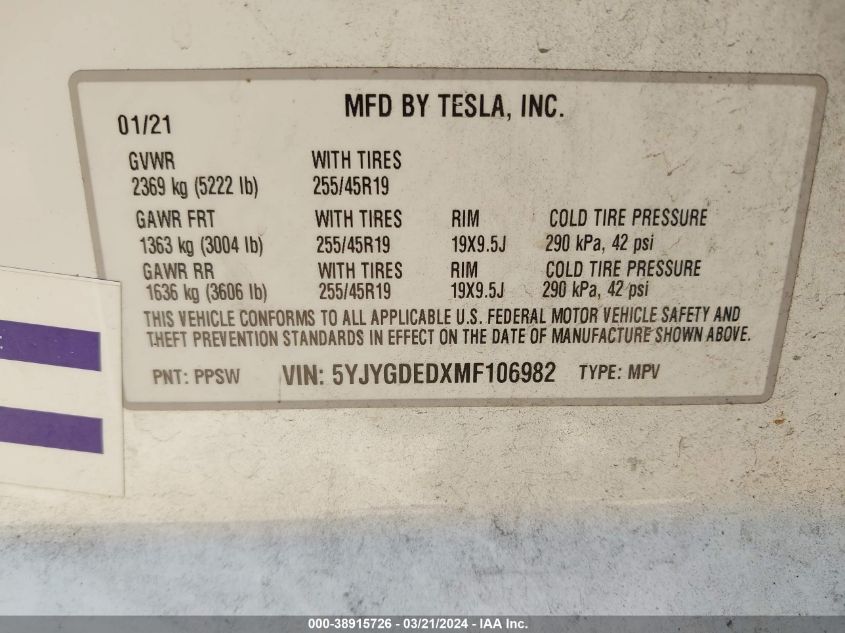 MFD BY TESLA, INC.
01/21
GVWR WITH TIRES
2369 kg (5222 lb) 255/45R19
GAWR FRT WITH TIRES RIM COLD TIRE PRESSURE
1363 kg (3004 lb) 255/45R19 19X9.5J 290 kPa, 42 psi
GAWR RR WITH TIRES RIM COLD TIRE PRESSURE
1636 kg (3606 lb) 255/45R19 19X9.5J 290 kPa, 42 psi
THIS VEHICLE CONFORMS TO ALL APPLICABLE U.S. FEDERAL MOTOR VEHICLE SAFETY AND
THEFT PREVENTION STANDARDS IN EFFECT ON THE DATE OF MANUFACTURE SHOWN ABOVE.
PNT: PPSW VIN: 5YJYGDEDXMF106982 TYPE: MPV
000-38915726 - 03/21/2024 - IAA Inc.